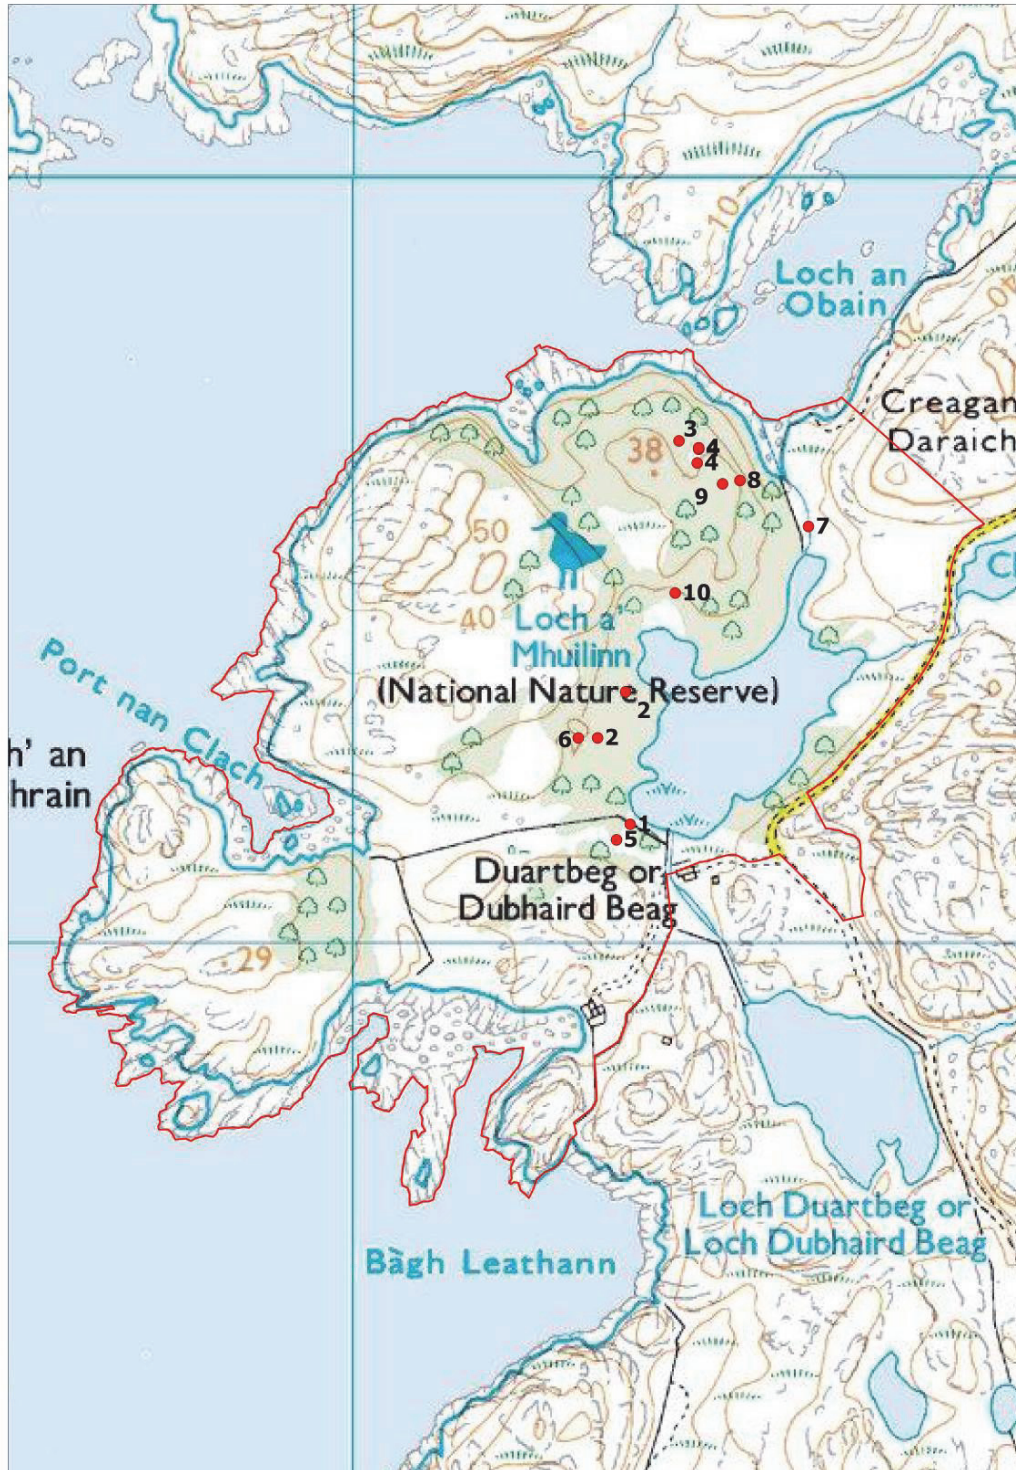 10
Loch an
Obain
40
20
Creagan
Daraich
3
4
38
4
8
9
50
7
40
10
Loch a'
Mhuilinn
(National Nature Reserve)
2
Port nan Clach
6
2
h' an
hrain
1
5
Duartbeg or
Dubhaird Beag
29
Loch Duartbeg or
Loch Dubhaird Beag
Bàgh Leathann